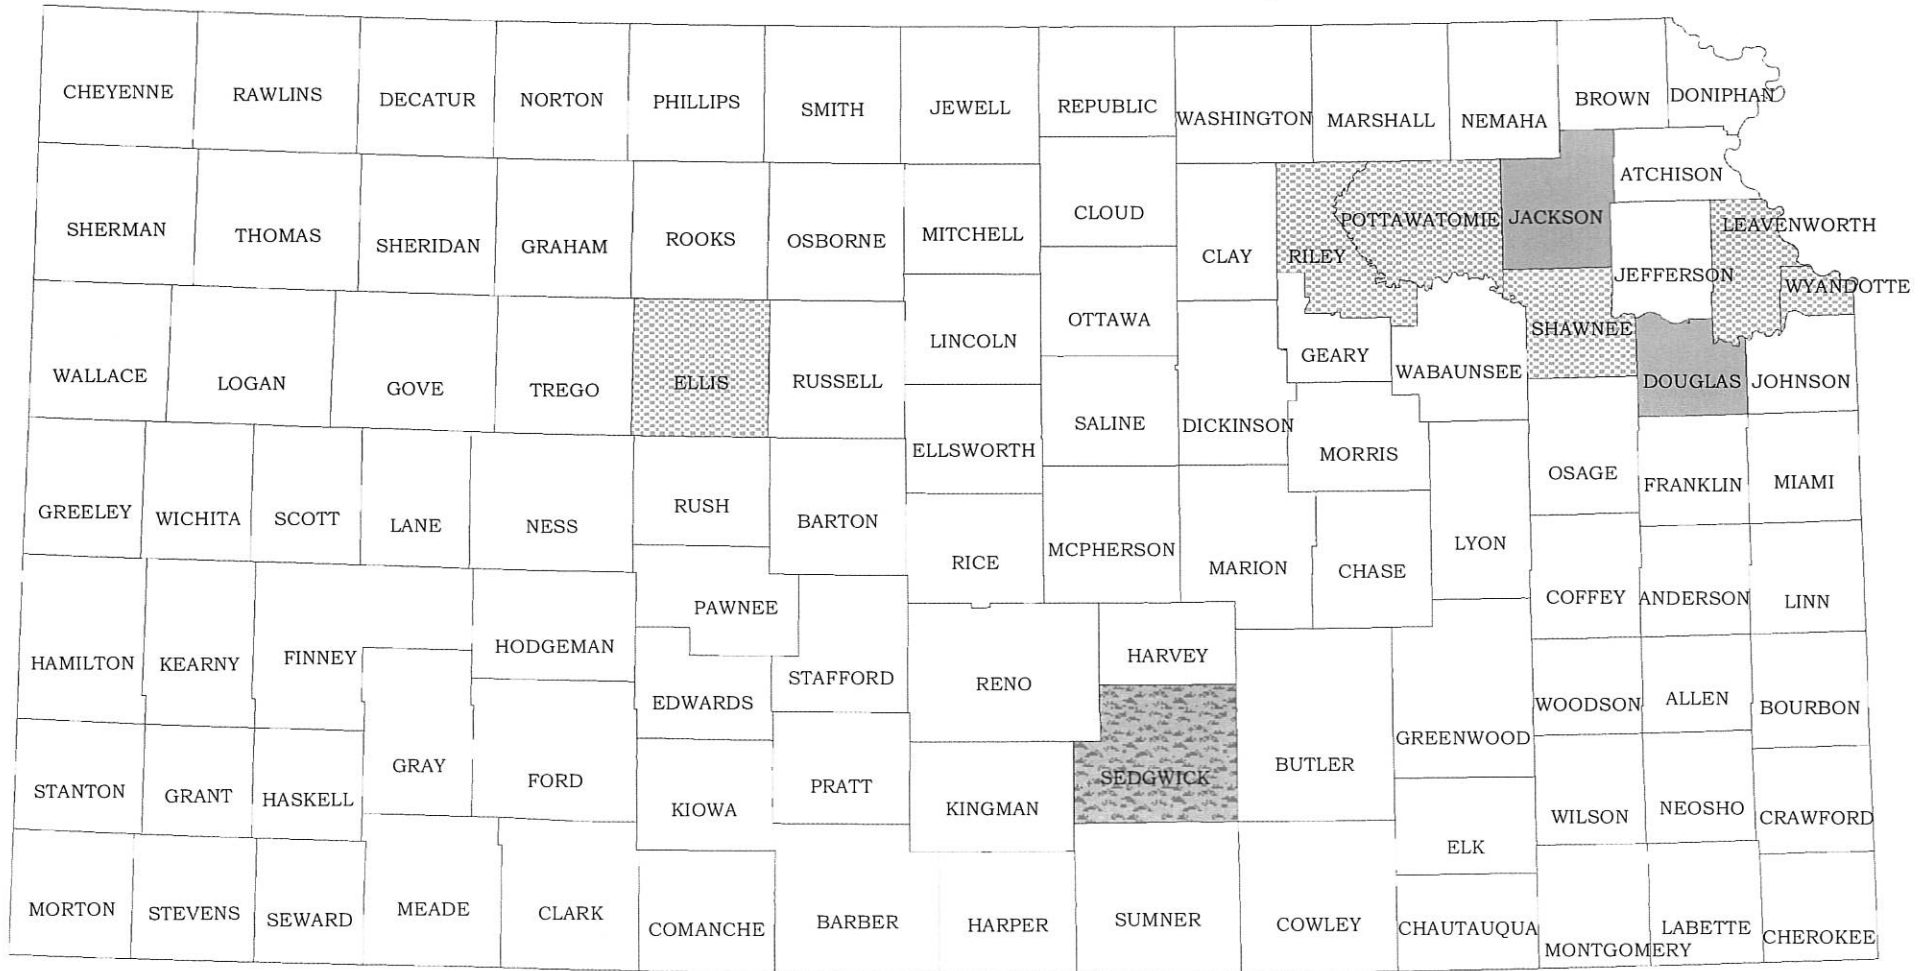 CHEYENNE
RAWLINS
DECATUR
NORTON
PHILLIPS
SMITH
JEWELL
REPUBLIC
WASHINGTON
MARSHALL
NEMAHA
BROWN
DONIPHAN
SHERMAN
THOMAS
SHERIDAN
GRAHAM
ROOKS
OSBORNE
MITCHELL
CLOUD
CLAY
RILEY
POTTAWATOMIE
JACKSON
ATCHISON
JEFFERSON
LEAVENWORTH
WYANDOTTE
WALLACE
LOGAN
GOVE
TREGO
ELLIS
RUSSELL
LINCOLN
OTTAWA
SALINE
DICKINSON
GEARY
WABAUNSEE
SHAWNEE
DOUGLAS
JOHNSON
GREELEY
WICHITA
SCOTT
LANE
NESS
RUSH
BARTON
ELLSWORTH
RICE
MCPHERSON
MARION
MORRIS
CHASE
LYON
OSAGE
FRANKLIN
MIAMI
HAMILTON
KEARNY
FINNEY
HODGEMAN
PAWNEE
EDWARDS
STAFFORD
RENO
HARVEY
SEDGWICK
BUTLER
GREENWOOD
COFFEY
ANDERSON
LINN
WOODSON
ALLEN
BOURBON
STANTON
GRANT
HASKELL
GRAY
FORD
KIOWA
PRATT
KINGMAN
ELK
WILSON
NEOSHO
CRAWFORD
MORTON
STEVENS
SEWARD
MEADE
CLARK
COMANCHE
BARBER
HARPER
SUMNER
COWLEY
CHAUTAUQUA
MONTGOMERY
LABETTE
CHEROKEE